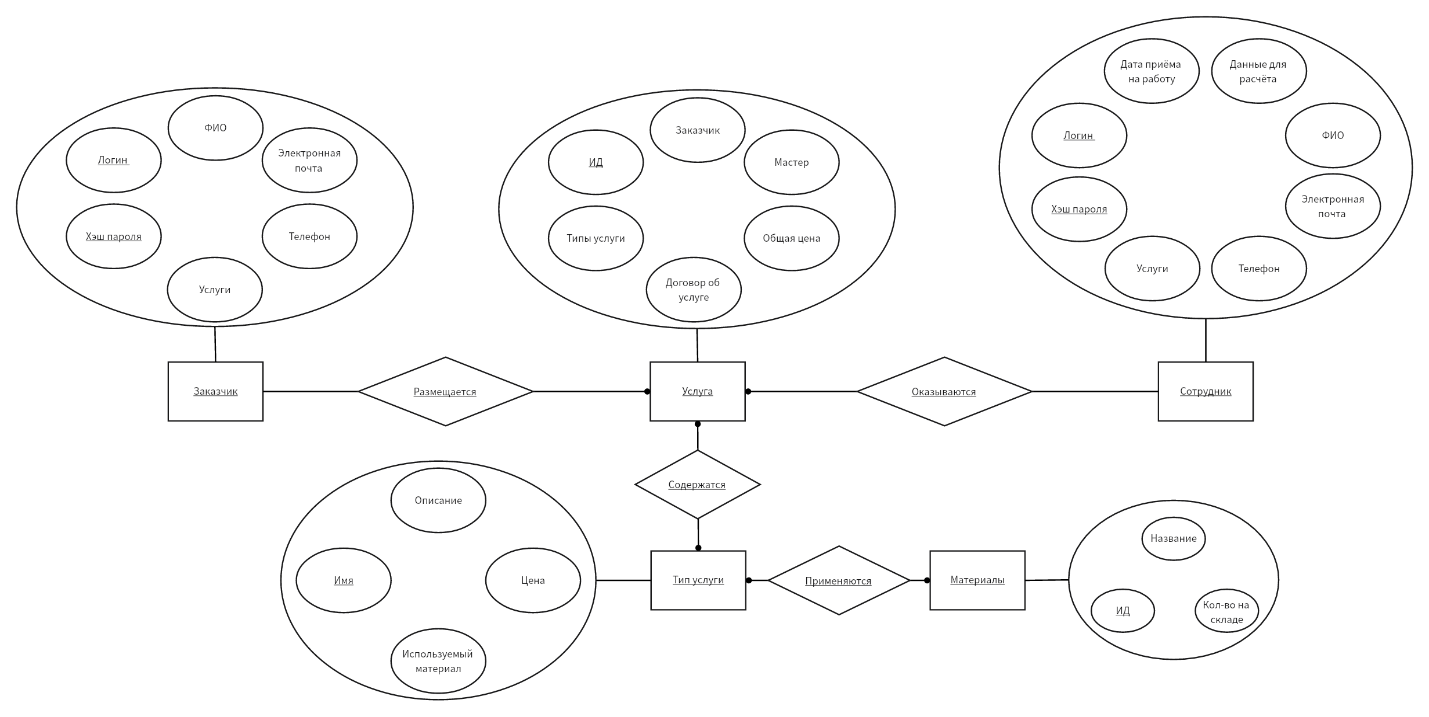 ФИО
Логин
Электронная
почта
Хэш пароля
Телефон
Услуги
Заказчик
ИД
Мастер
Типы услуги
Общая цена
Договор об
услуге
Дата приёма
на работу
Данные для
расчёта
Логин
ФИО
Хэш пароля
Электронная
почта
Услуги
Телефон
Заказчик
Размещается
Услуга
Оказываются
Сотрудник
Содержатся
Описание
Имя
Цена
Используемый
материал
Тип услуги
Применяются
Материалы
Название
ИД
Кол-во на
складе